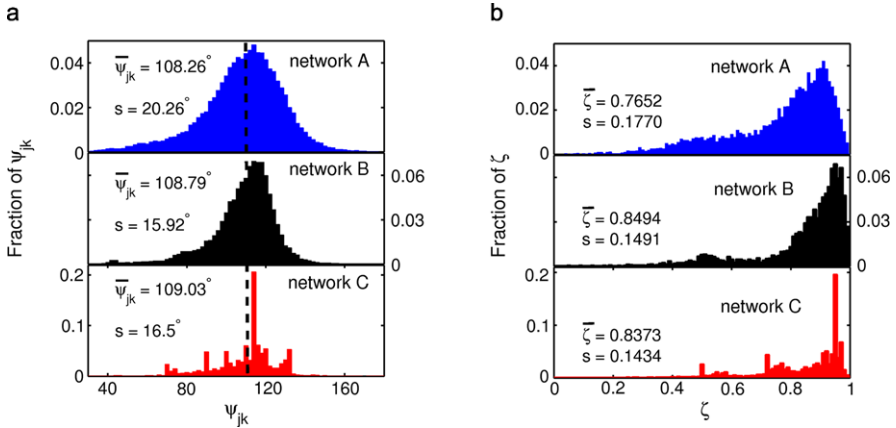 a
network A
ψ̅jk = 108.26°
s = 20.26°
0.04
0.02
0
network B
ψ̅jk = 108.79°
s = 15.92°
0.06
0.03
0
network C
ψ̅jk = 109.03°
s = 16.5°
0.2
0.1
0
40 80 120 160
ψjk
Fraction of ψjk
b
network A
ζ̅ = 0.7652
s = 0.1770
0.04
0.02
0
network B
ζ̅ = 0.8494
s = 0.1491
0.06
0.03
0
network C
ζ̅ = 0.8373
s = 0.1434
0.2
0.1
0
0 0.2 0.4 0.6 0.8 1
ζ
Fraction of ζ